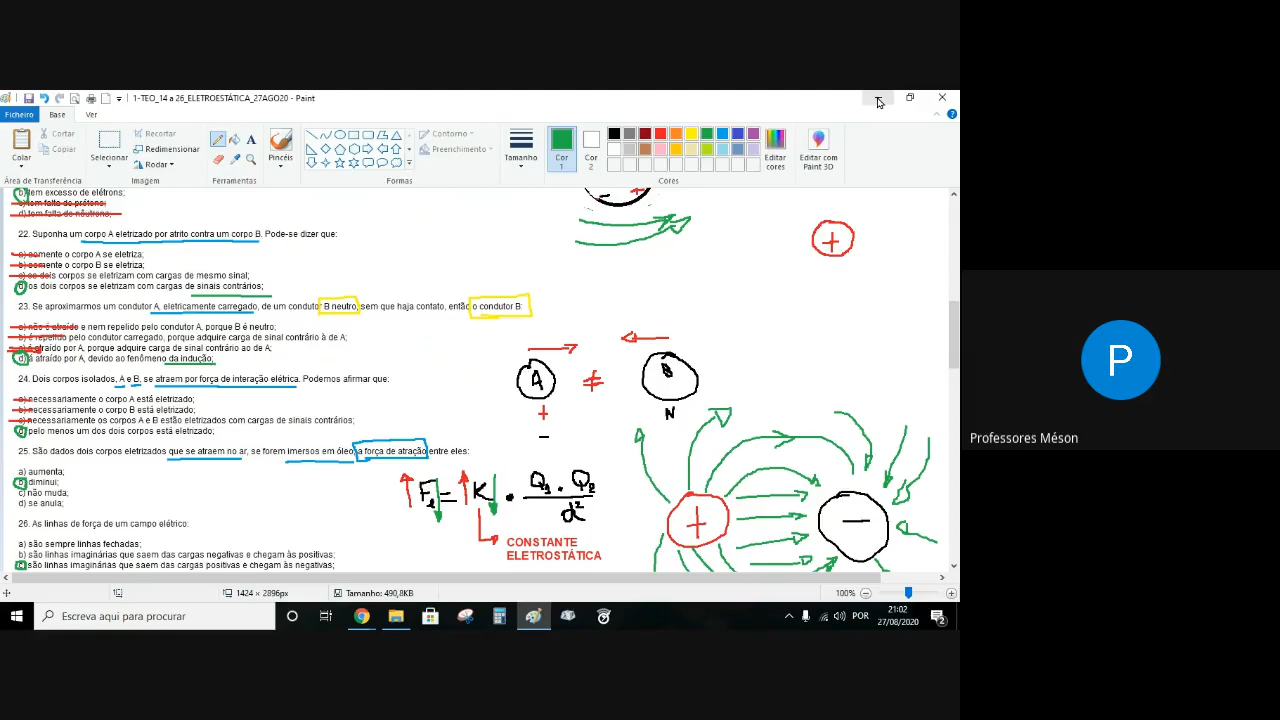 1-TEO_14 a 26_ELETROESTÁTICA_27AGO20 - Paint
Ficheiro Base Ver
Colar
Cortar
Copiar
Selecionar
Recortar
Redimensionar
Rodar
Pincéis
Contorno
Preenchimento
Tamanho
Cor 1
Cor 2
Editar cores
Editar com Paint 3D
Área de Transferência Imagem Ferramentas Formas Cores
b) tem excesso de elétrons;
c) tem falta de prótons;
d) tem falta de nêutrons;
22. Suponha um corpo A eletrizado por atrito contra um corpo B. Pode-se dizer que:
a) somente o corpo A se eletriza;
b) somente o corpo B se eletriza;
c) os dois corpos se eletrizam com cargas de mesmo sinal;
d) os dois corpos se eletrizam com cargas de sinais contrários;
23. Se aproximarmos um condutor A, eletricamente carregado, de um condutor B neutro, sem que haja contato, então o condutor B:
a) não é atraído e nem repelido pelo condutor A, porque B é neutro;
b) é repelido pelo condutor carregado, porque adquire carga de sinal contrário à de A;
c) é atraído por A, porque adquire carga de sinal contrário ao de A;
d) é atraído por A, devido ao fenômeno da indução;
24. Dois corpos isolados, A e B, se atraem por força de interação elétrica. Podemos afirmar que:
a) necessariamente o corpo A está eletrizado;
b) necessariamente o corpo B está eletrizado;
c) necessariamente os corpos A e B estão eletrizados com cargas de sinais contrários;
d) pelo menos um dos dois corpos está eletrizado;
25. São dados dois corpos eletrizados que se atraem no ar, se forem imersos em óleo, a força de atração entre eles:
a) aumenta;
b) diminui;
c) não muda;
d) se anula;
26. As linhas de força de um campo elétrico:
a) são sempre linhas fechadas;
b) são linhas imaginárias que saem das cargas negativas e chegam às positivas;
c) são linhas imaginárias que saem das cargas positivas e chegam às negativas;
- +
+
A ≠ B
+ N
-
Fe = K . Q1 . Q2
d²
CONSTANTE
ELETROSTÁTICA
+ -
1424 × 2896px
Tamanho: 490,8KB
100%
Escreve aqui para procurar
POR
21:02
27/08/2020
2
P
Professores Méson